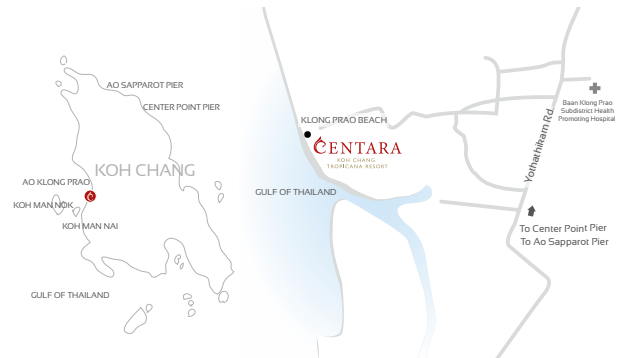 AO SAPPAROT PIER
CENTER POINT PIER
KOH CHANG
AO KLONG PRAO
KOH MAN NOK
KOH MAN NAI
GULF OF THAILAND
KLONG PRAO BEACH
CENTARA
KOH CHANG
TROPICANA RESORT
GULF OF THAILAND
Baan Klong Prao
Subdistrict Health
Promoting Hospital
Yothathikarn Rd.
To Center Point Pier
To Ao Sapparot Pier